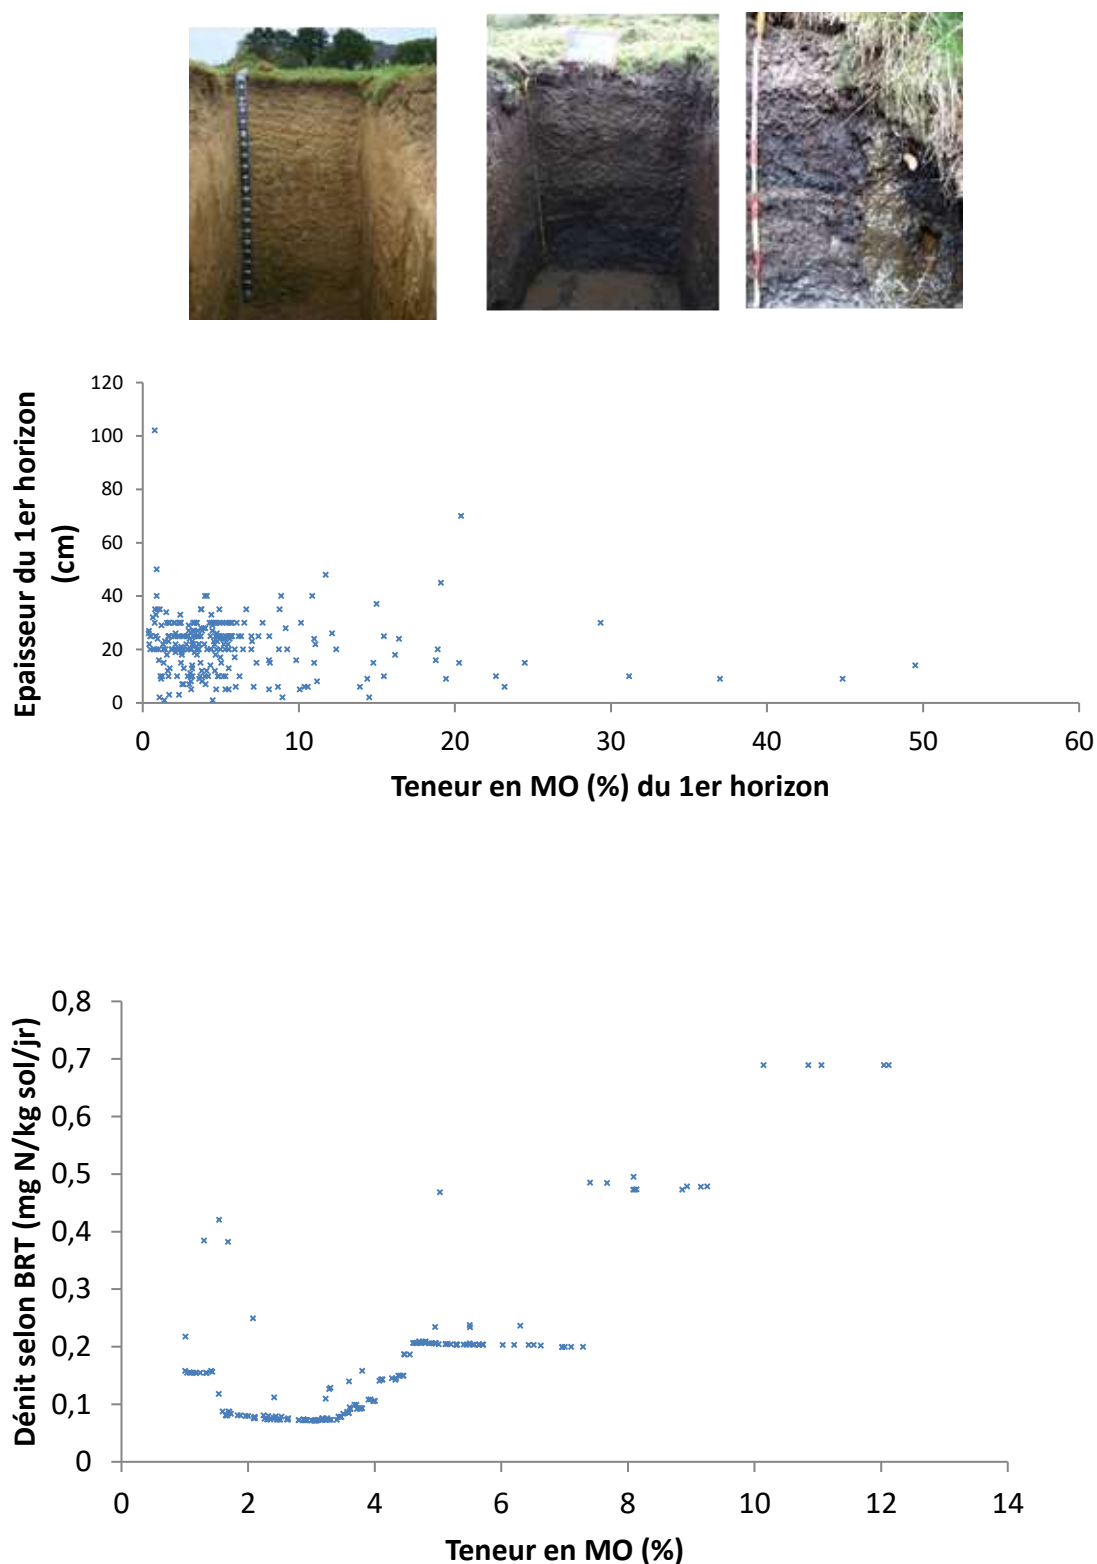 Epaisseur du 1er horizon
(cm)
120
100
80
60
40
20
0
0 10 20 30 40 50 60
Teneur en MO (%) du 1er horizon
Dénit selon BRT (mg N/kg sol/jr)
0,8
0,7
0,6
0,5
0,4
0,3
0,2
0,1
0
0 2 4 6 8 10 12 14
Teneur en MO (%)